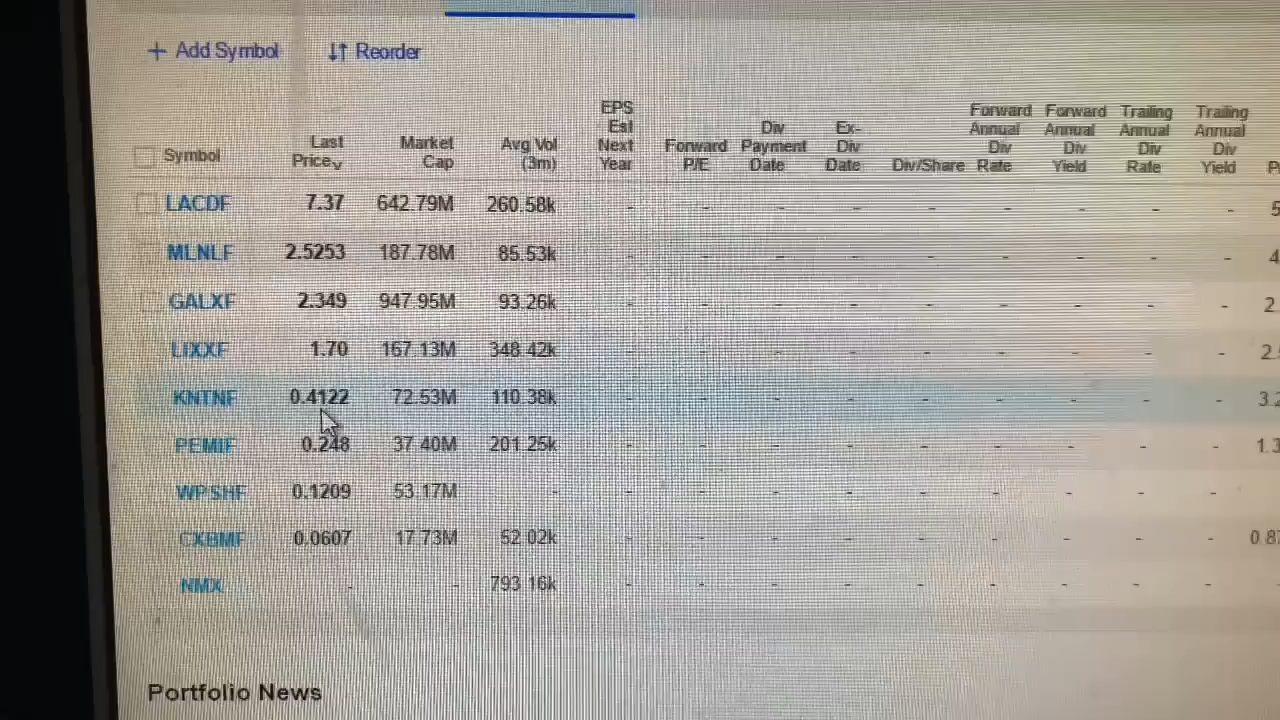 + Add Symbol Reorder
Symbol Last Price Market Cap Avg Vol (3m) EPS Est Next Year Forward P/E Div Payment Date Ex-Div Date Div/Share Forward Annual Div Rate Forward Annual Div Yield Trailing Annual Div Rate Trailing Annual Div Yield
LACDF 7.37 642.79M 260.58k - - - - - - - - -
MLNLF 2.5253 187.78M 85.53k - - - - - - - - -
GALXF 2.349 947.95M 93.26k - - - - - - - - -
LIXXF 1.70 167.13M 348.42k - - - - - - - - -
KNTNF 0.4122 72.53M 110.38k - - - - - - - - -
PEMIF 0.248 37.40M 201.25k - - - - - - - - -
WPSHF 0.1209 53.17M - - - - - - - - - -
CXBMF 0.0607 17.73M 52.02k - - - - - - - - -
NMX - - 793.16k - - - - - - - - -
Portfolio News